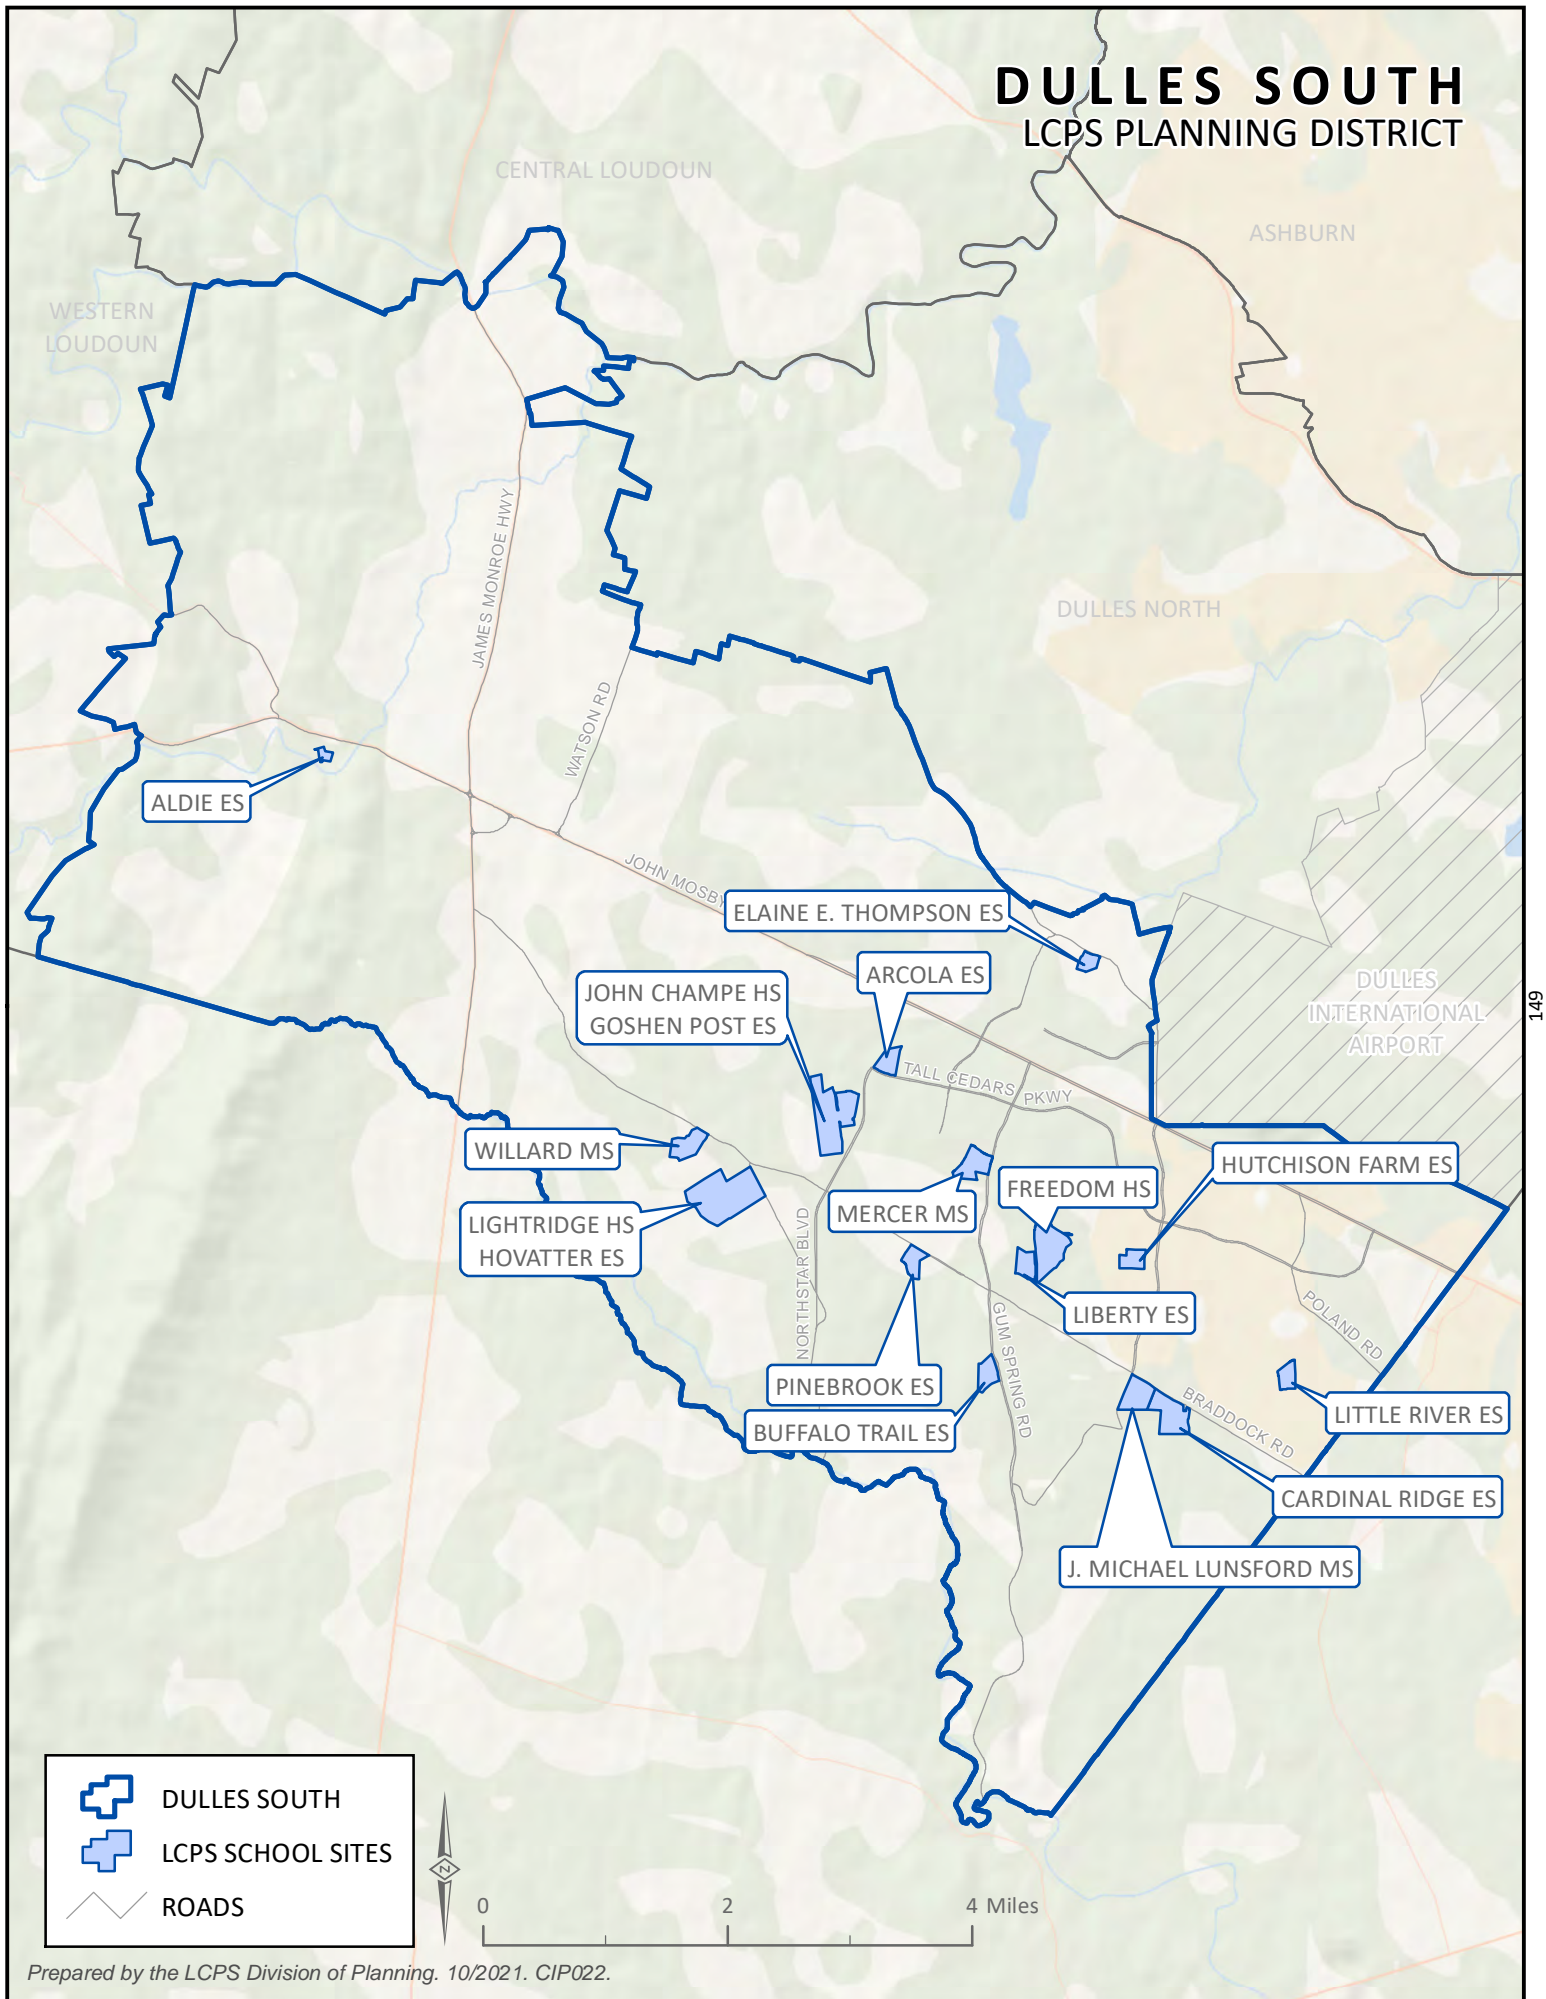 DULLES SOUTH
LCPS PLANNING DISTRICT
CENTRAL LOUDOUN
ASHBURN
WESTERN
LOUDOUN
JAMES MONROE HWY
DULLES NORTH
WATSON RD
ALDIE ES
JOHN MOSBY
ELAINE E. THOMPSON ES
ARCOLA ES
JOHN CHAMPE HS
GOSHEN POST ES
DULLES
INTERNATIONAL
AIRPORT
149
TALL CEDARS PKWY
WILLARD MS
HUTCHISON FARM ES
FREEDOM HS
MERCER MS
LIGHTRIDGE HS
HOVATTER ES
NORTHSTAR BLVD
LIBERTY ES
POLAND RD
GUM SPRING RD
PINEBROOK ES
BUFFALO TRAIL ES
BRADDOCK RD
LITTLE RIVER ES
CARDINAL RIDGE ES
J. MICHAEL LUNSFORD MS
DULLES SOUTH
LCPS SCHOOL SITES
ROADS
N
0 2 4 Miles
Prepared by the LCPS Division of Planning. 10/2021. CIP022.